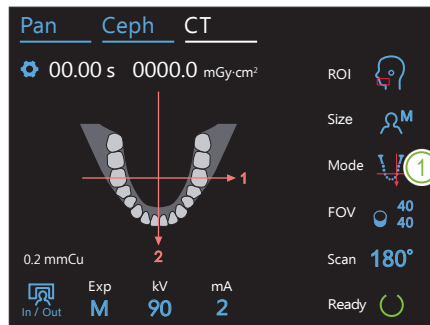 Pan Ceph CT
00.00 s 0000.0 mGy·cm²
ROI
Size M
Mode 1
1
FOV 40
40
2
0.2 mmCu
Scan 180°
Exp kV mA
In / Out M 90 2
Ready